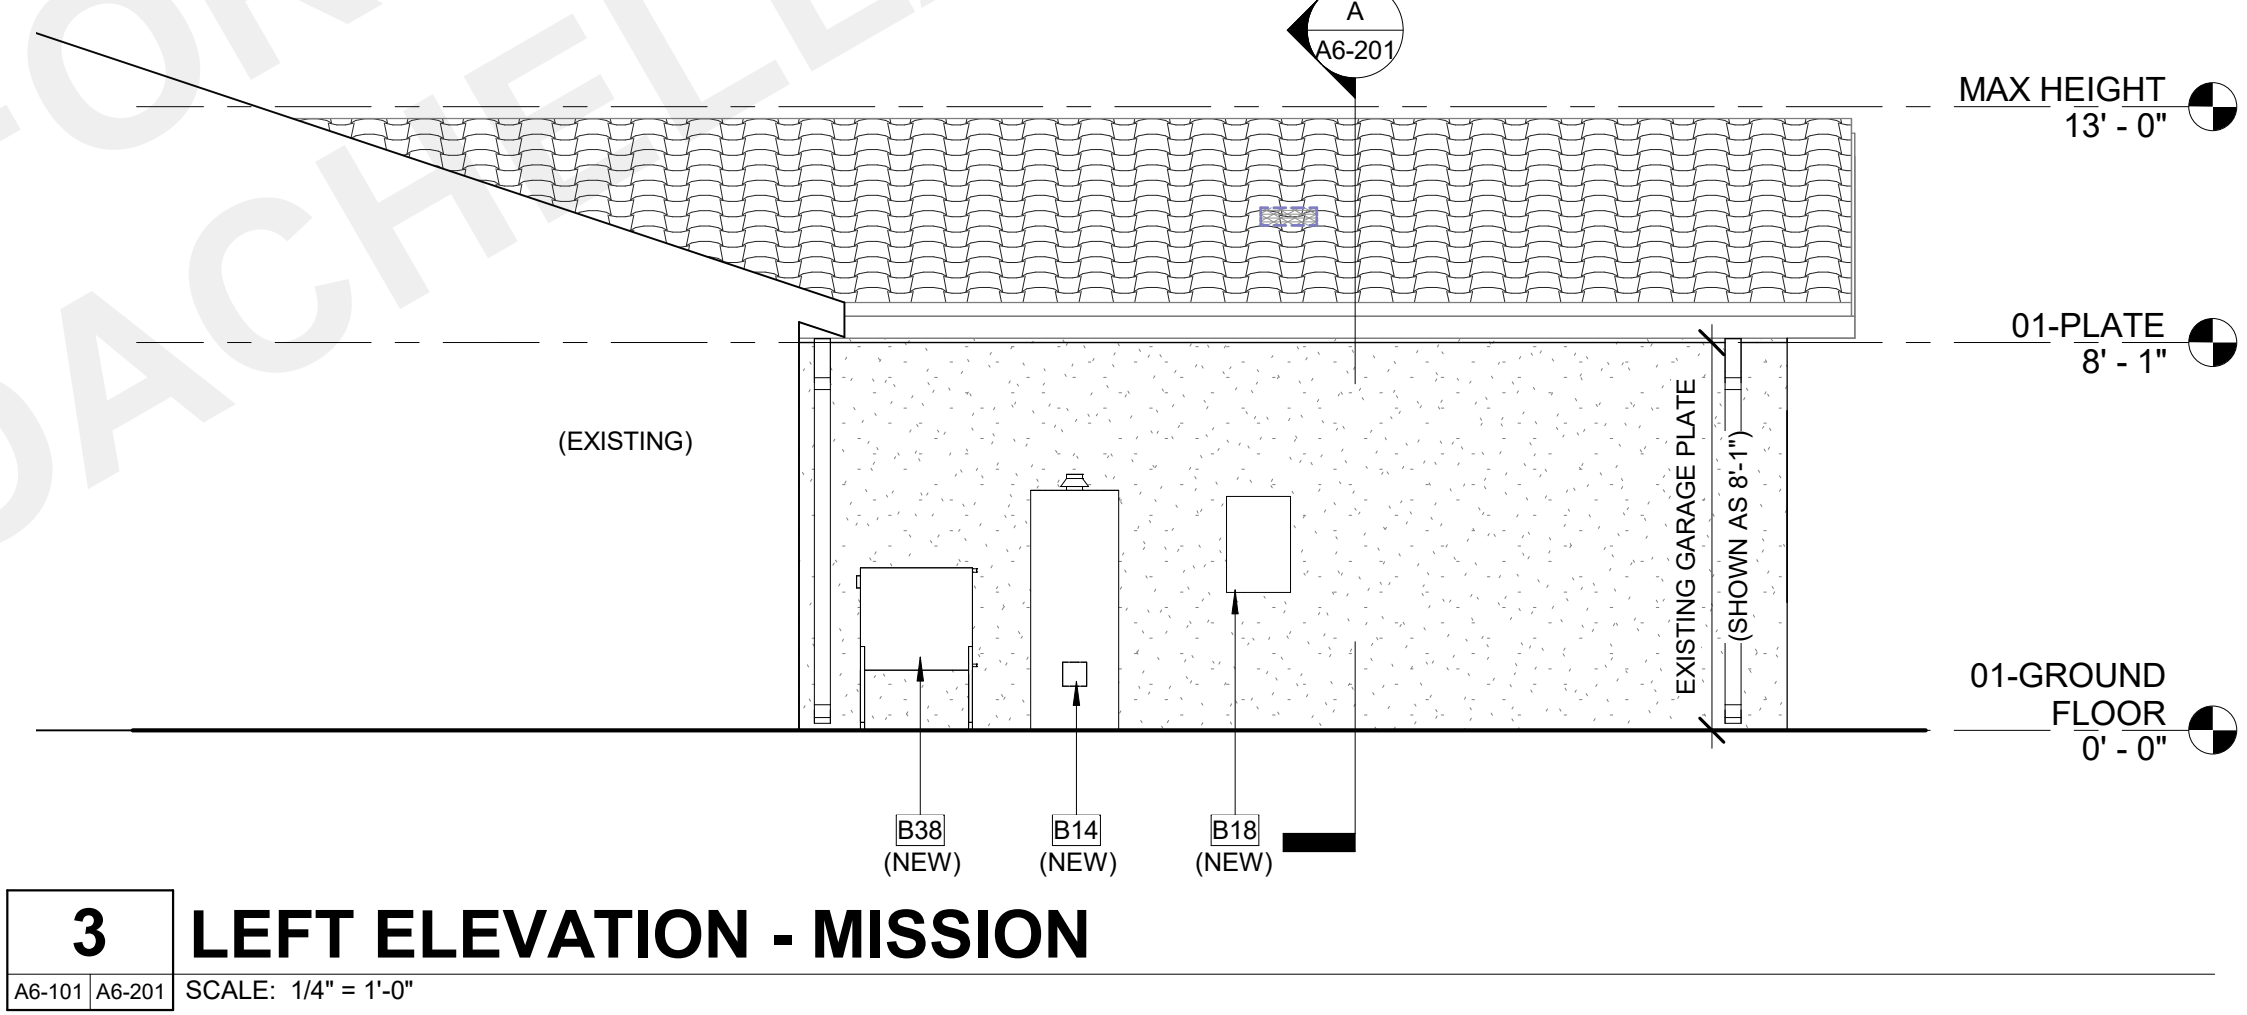 A
A6-201
MAX HEIGHT
13' - 0"
01-PLATE
8' - 1"
(EXISTING)
EXISTING GARAGE PLATE
(SHOWN AS 8'-1")
01-GROUND
FLOOR
0' - 0"
B38
(NEW)
B14
(NEW)
B18
(NEW)
3
LEFT ELEVATION - MISSION
A6-101
A6-201
SCALE: 1/4" = 1'-0"